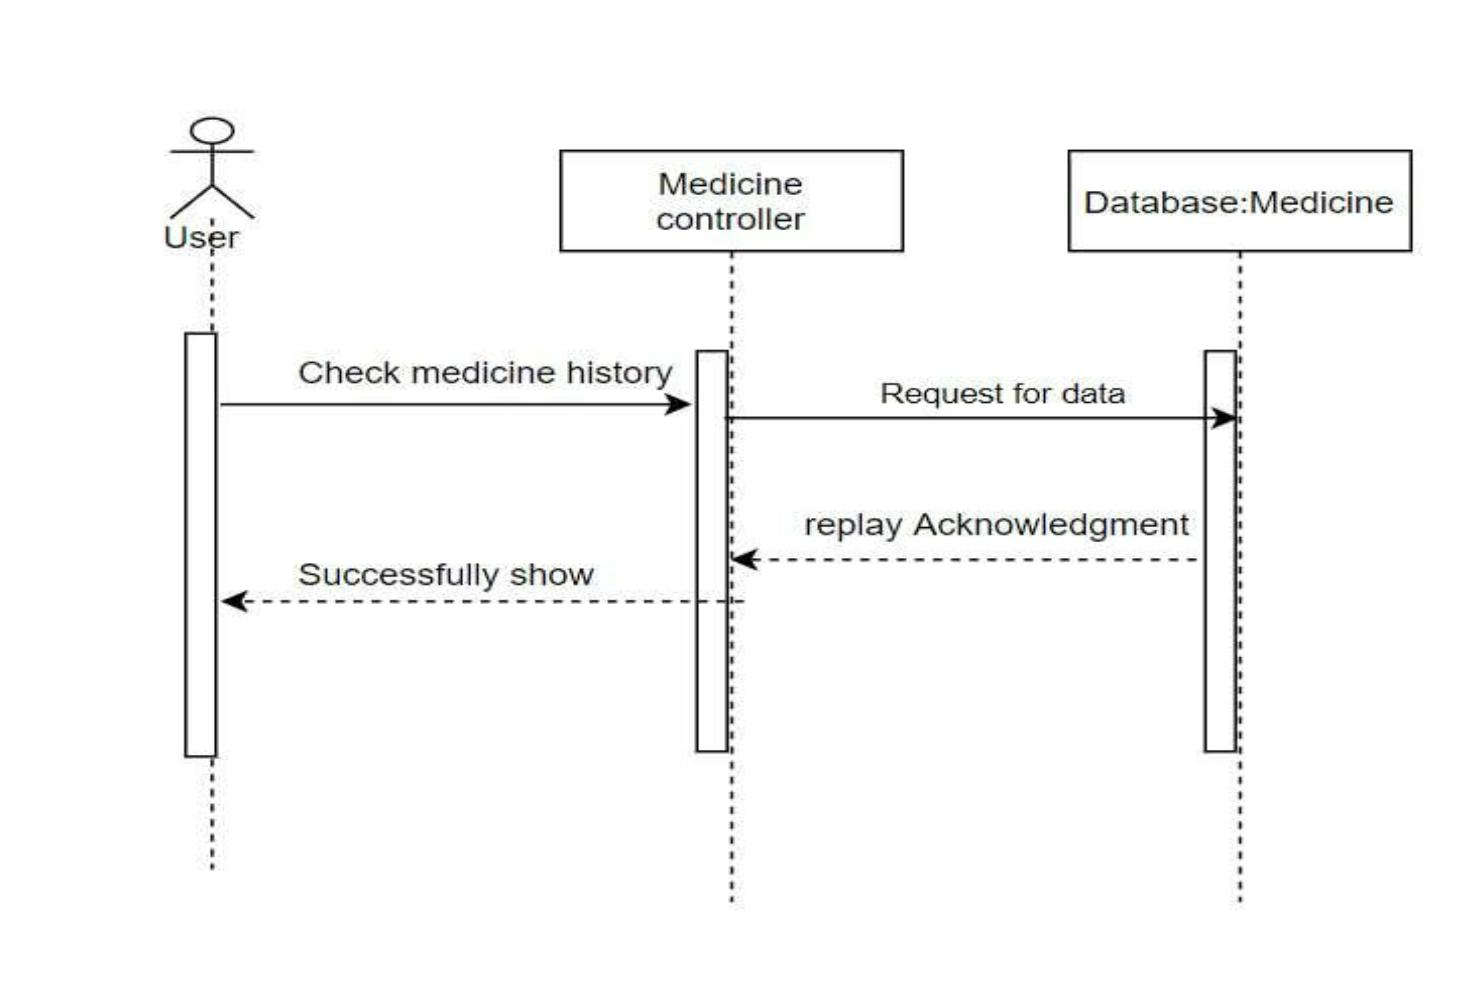 User
Medicine
controller
Database:Medicine
Check medicine history
Request for data
replay Acknowledgment
Successfully show